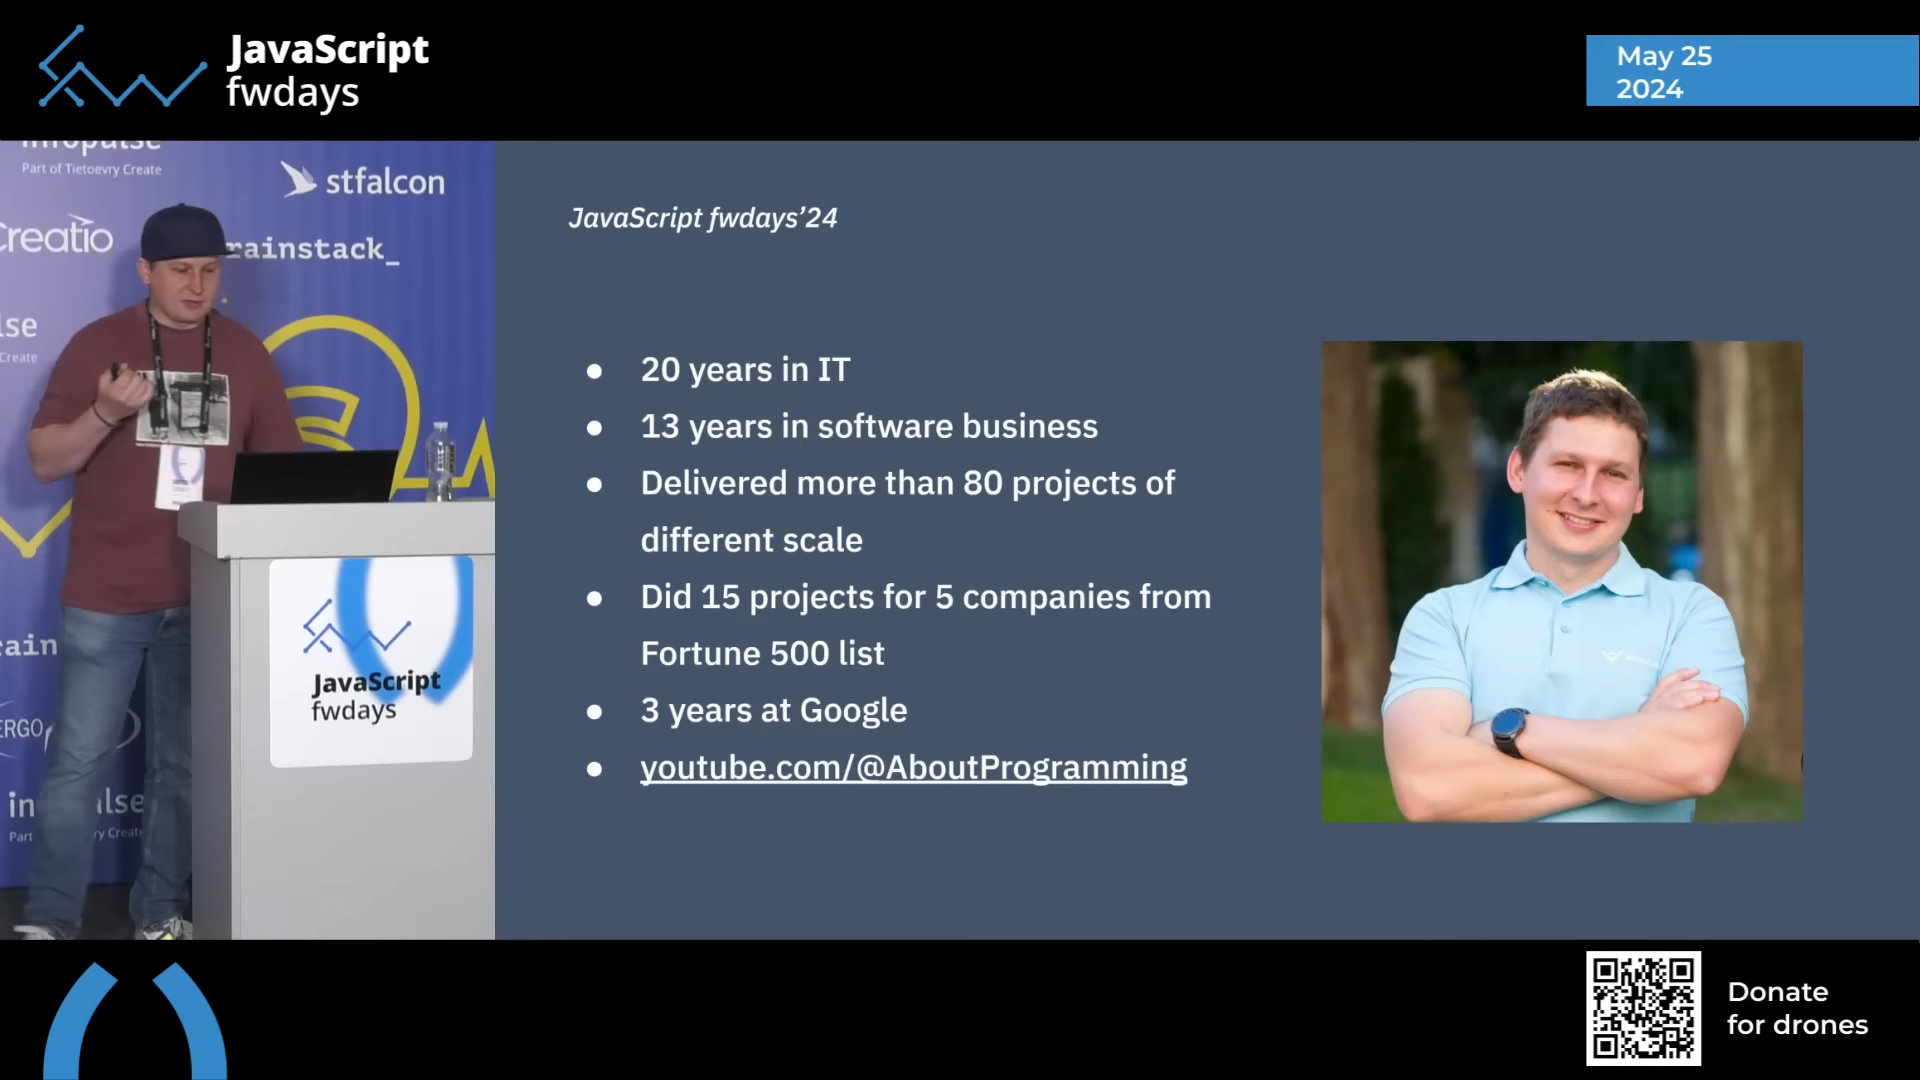 JavaScript
fwdays
May 25
2024
Part of Tietoevry Create
stfalcon
Creatio
rainstack_
JavaScript fwdays’24
20 years in IT
13 years in software business
Delivered more than 80 projects of
different scale
Did 15 projects for 5 companies from
Fortune 500 list
3 years at Google
youtube.com/@AboutProgramming
JavaScript
fwdays
Donate
for drones